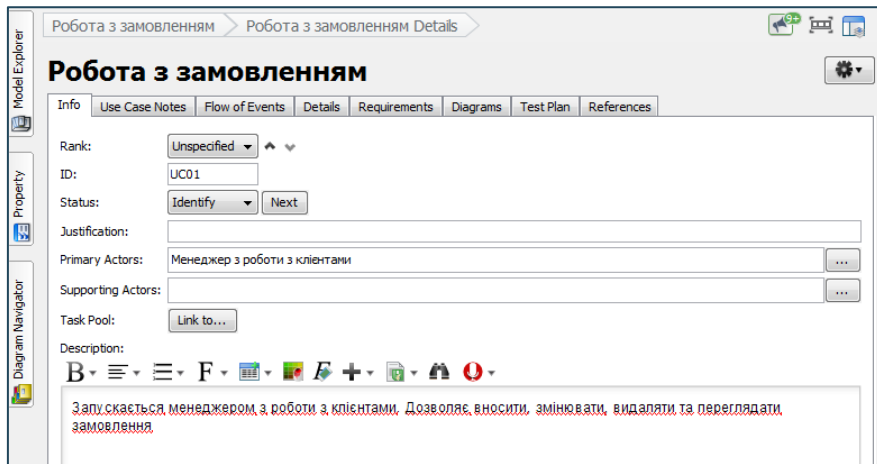 Робота з замовленням Робота з замовленням Details
9+
Робота з замовленням
Info Use Case Notes Flow of Events Details Requirements Diagrams Test Plan References
Rank: Unspecified
ID: UC01
Status: Identify Next
Justification:
Primary Actors: Менеджер з роботи з клієнтами ...
Supporting Actors: ...
Task Pool: Link to...
Description:
B F
Запускається менеджером з роботи з клієнтами. Дозволяє вносити, змінювати, видаляти та переглядати
замовлення
Model Explorer
Property
Diagram Navigator